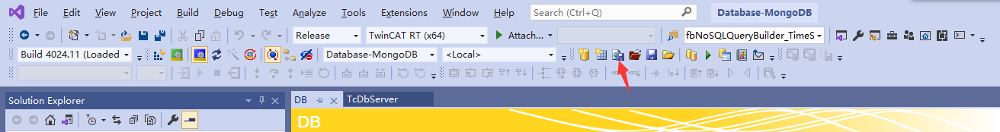 File Edit View Project Build Debug Test Analyze Tools Extensions Window Help Search (Ctrl+Q) Database-MongoDB
Release TwinCAT RT (x64) Attach... fbNoSQLQueryBuilder_TimeS
Build 4024.11 (Loaded Database-MongoDB <Local>
Solution Explorer DB TcDbServer
DB